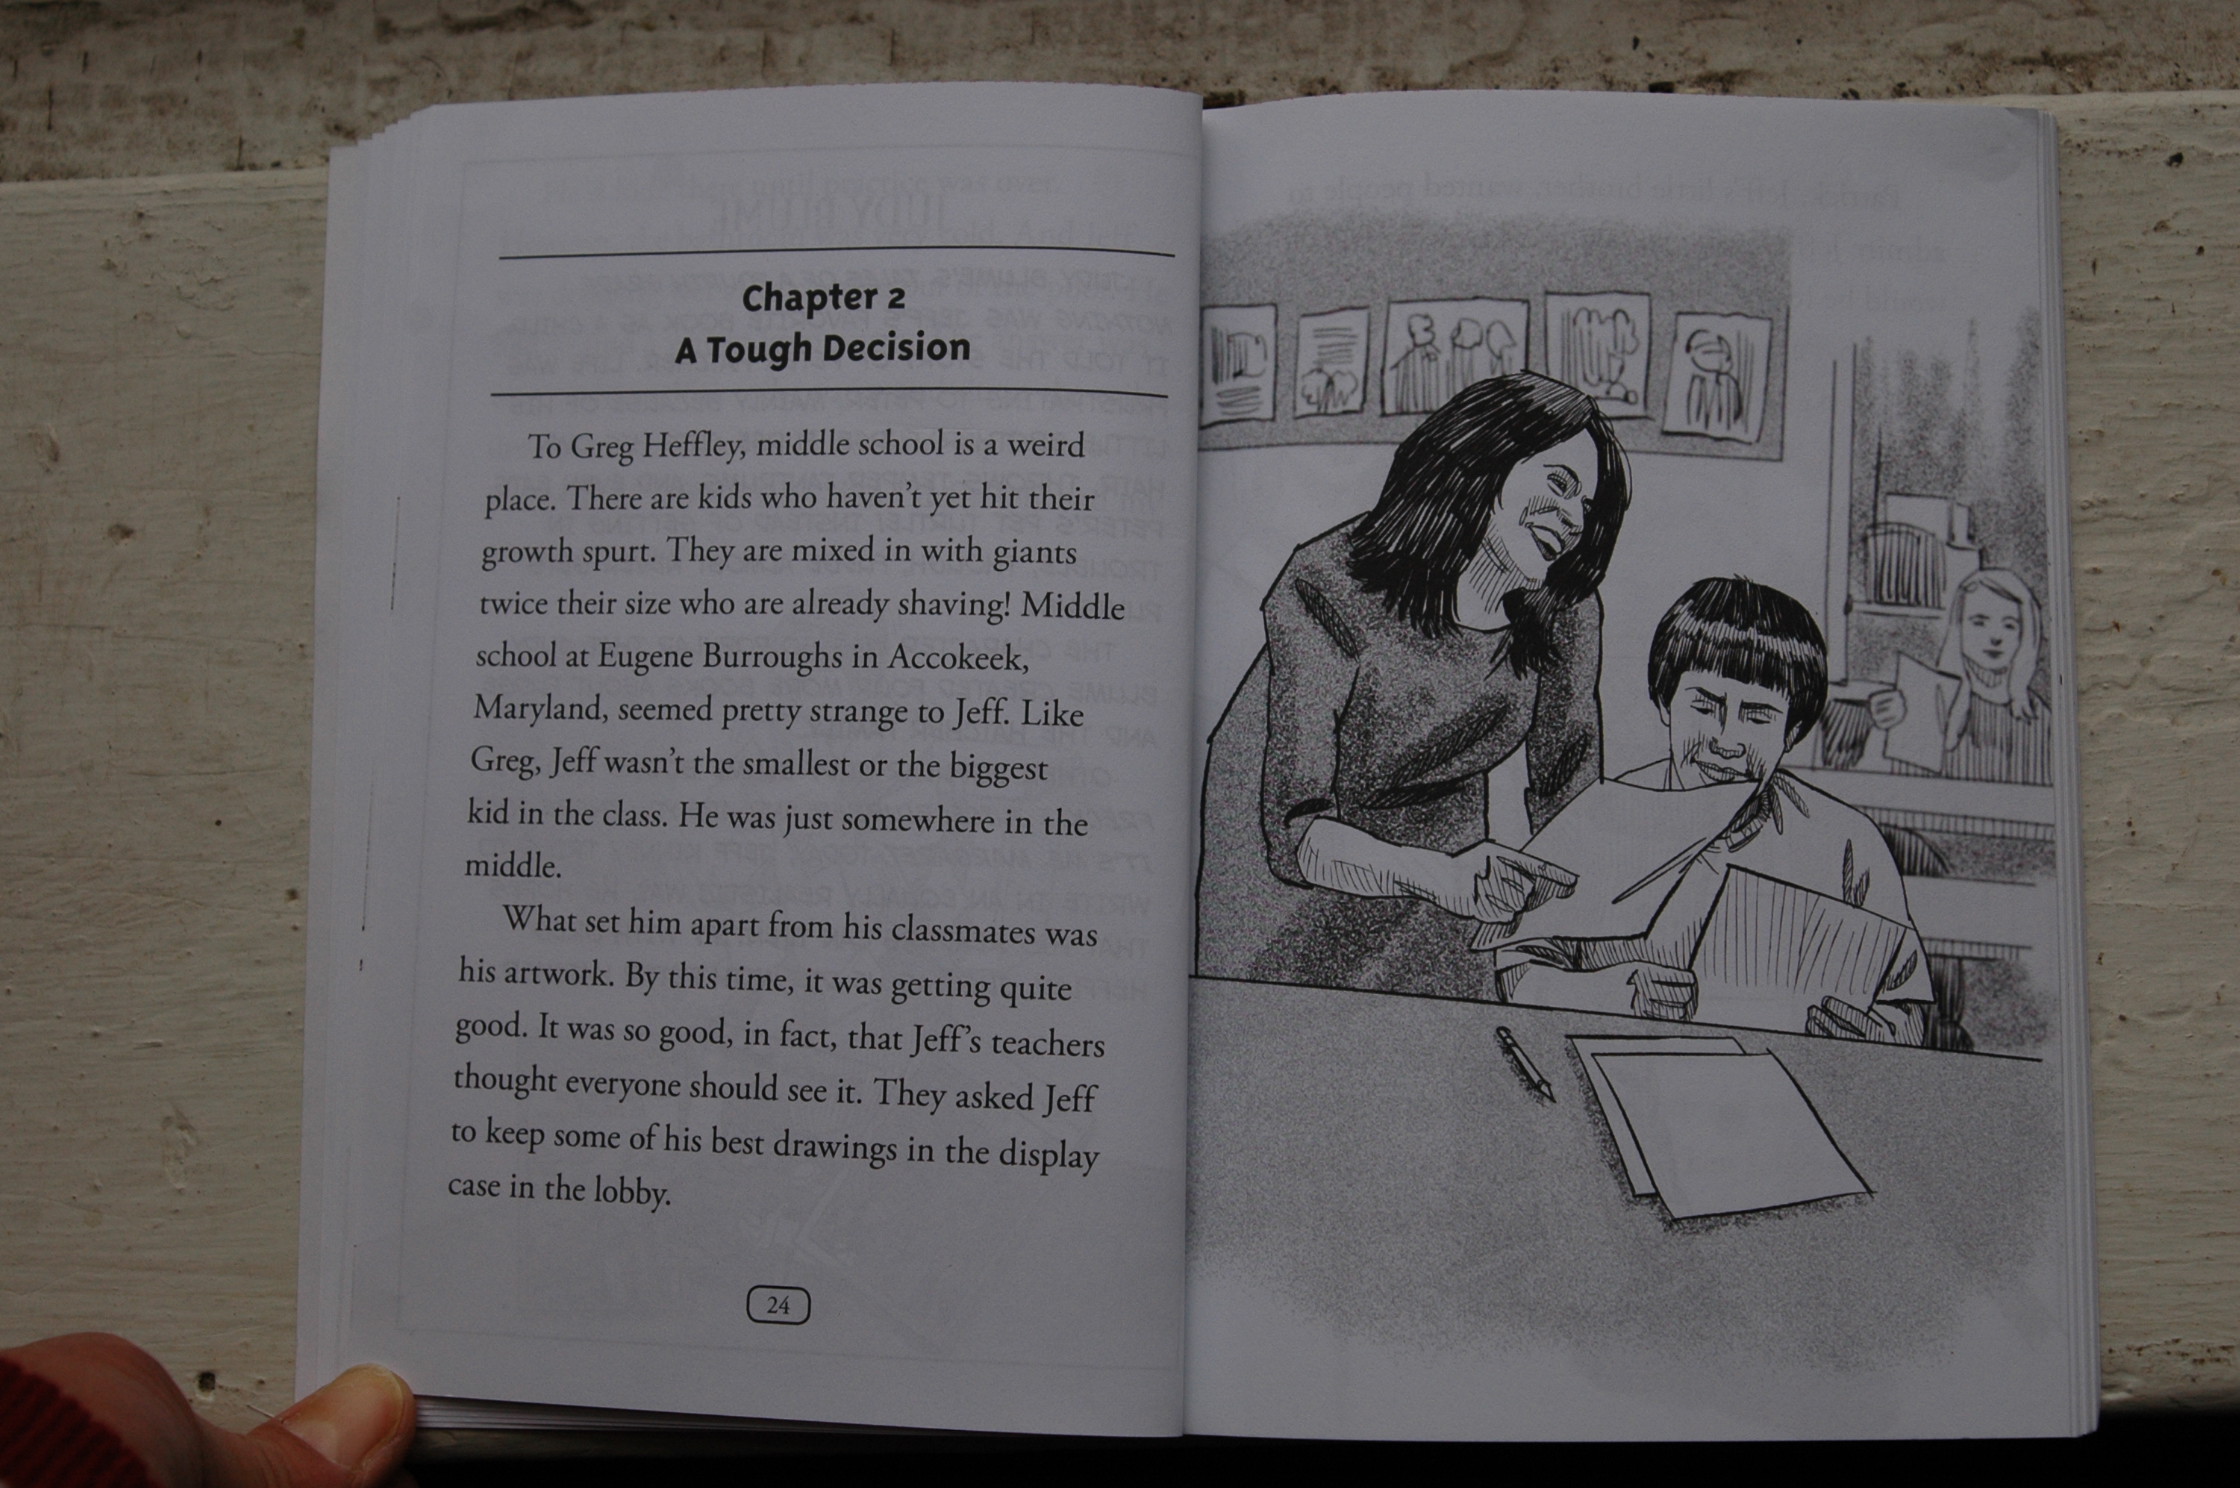 Chapter 2
A Tough Decision
To Greg Heffley, middle school is a weird
place. There are kids who haven't yet hit their
growth spurt. They are mixed in with giants
twice their size who are already shaving! Middle
school at Eugene Burroughs in Accokeek,
Maryland, seemed pretty strange to Jeff. Like
Greg, Jeff wasn't the smallest or the biggest
kid in the class. He was just somewhere in the
middle.
What set him apart from his classmates was
his artwork. By this time, it was getting quite
good. It was so good, in fact, that Jeff's teachers
thought everyone should see it. They asked Jeff
to keep some of his best drawings in the display
case in the lobby.
24